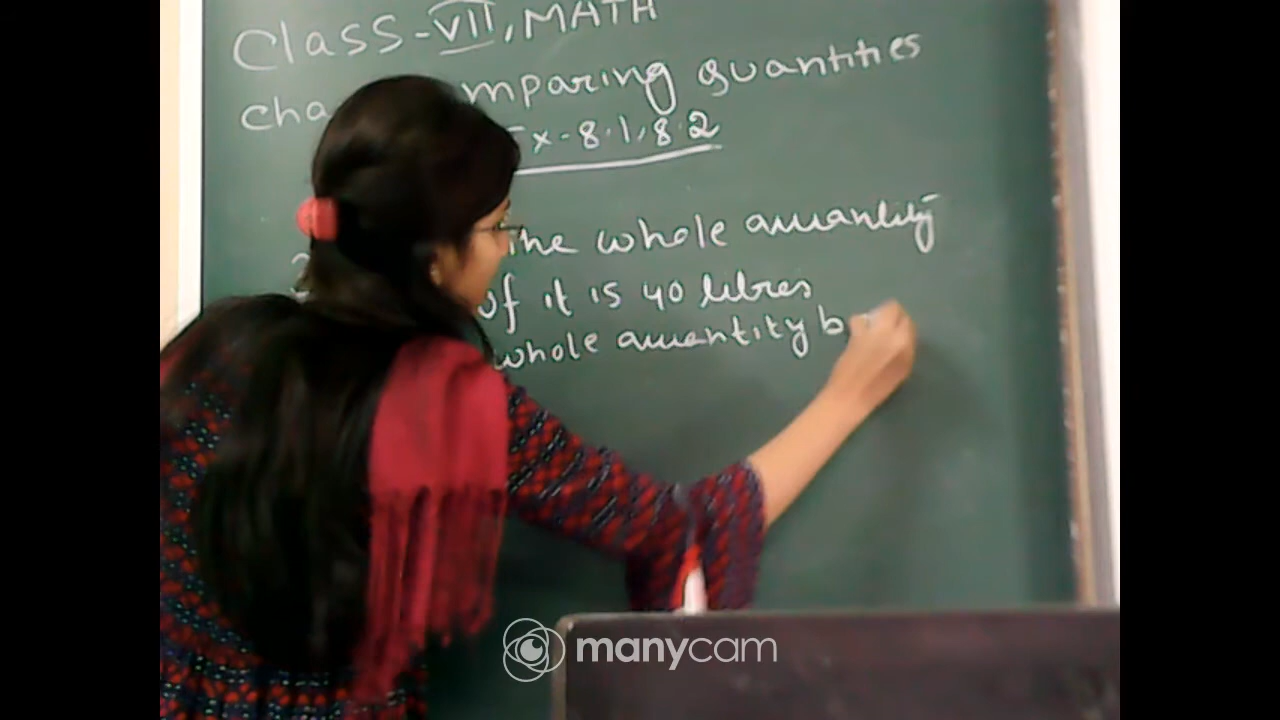 Class-VII, MATH
cha mparing quantities
Ex-8.1, 8.2
the whole quantity
of it is 40 litres
whole quantity b
manycam